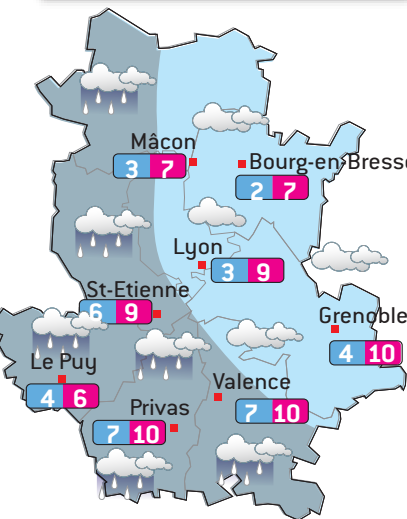 Mâcon
3 7
Bourg-en-Bresse
2 7
Lyon
3 9
St-Etienne
6 9
Grenoble
4 10
Le Puy
4 6
Valence
7 10
Privas
7 10